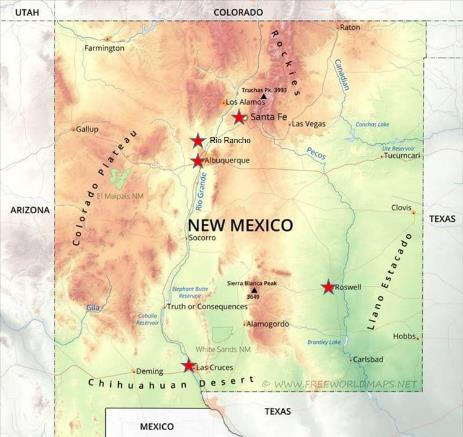 UTAH
COLORADO
Farmington
Raton
Rockies
Canadian
Truchas Pk. 3993
Los Alamos
Santa Fe
Gallup
Las Vegas
Conchas Lake
Rio Rancho
Pecos
Ute Reservoir
Tucumcari
Albuquerque
Colorado Plateau
El Malpais NM
Rio Grande
ARIZONA
Clovis
TEXAS
NEW MEXICO
Socorro
Llano Estacado
Sierra Blanca Peak
3649
Elephant Butte
Reservoir
Roswell
Truth or Consequences
Gila
Caballo
Reservoir
Alamogordo
Brantley Lake
Hobbs
White Sands NM
Carlsbad
Deming
Las Cruces
Chihuahuan Desert
© WWW.FREEWORLDMAPS.NET
TEXAS
MEXICO